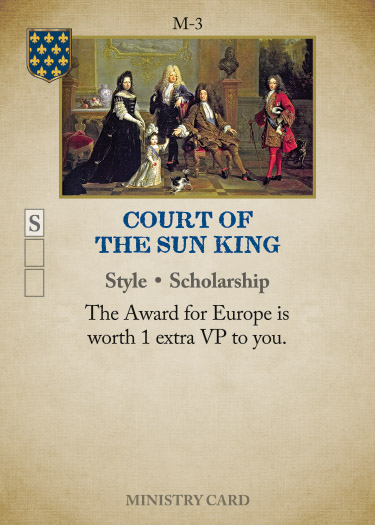 M-3
S
COURT OF
THE SUN KING
Style • Scholarship
The Award for Europe is
worth 1 extra VP to you.
MINISTRY CARD